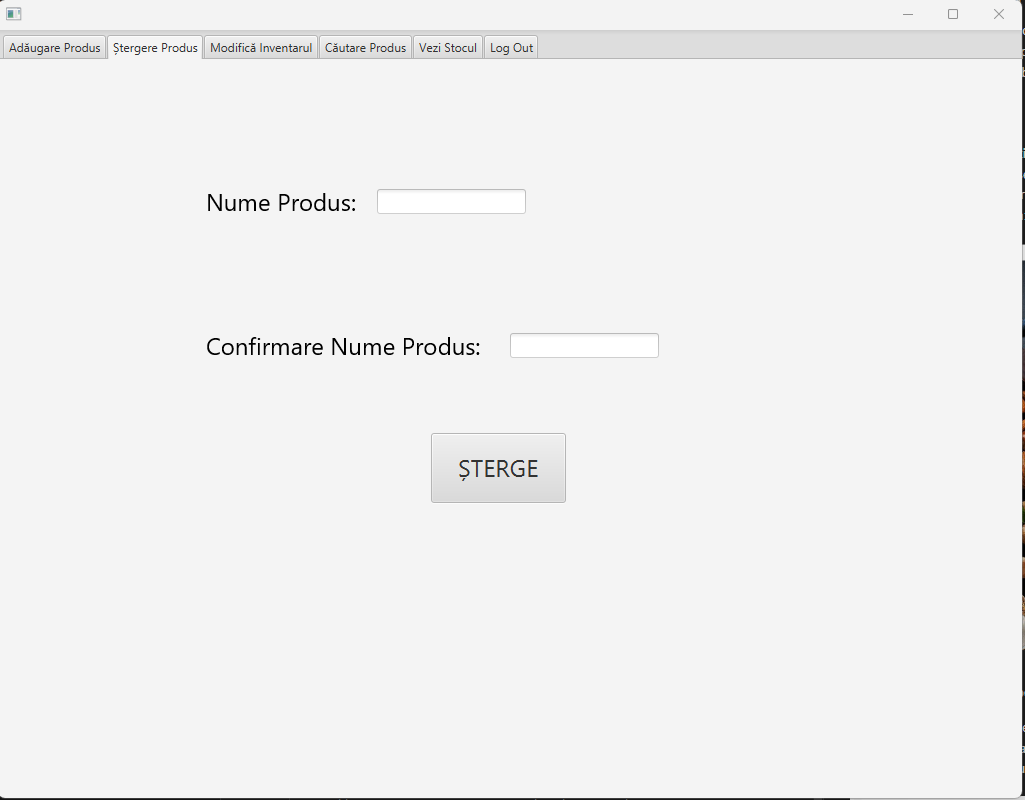 Adăugare Produs Ștergere Produs Modifică Inventarul Căutare Produs Vezi Stocul Log Out
Nume Produs:
Confirmare Nume Produs:
ȘTERGE